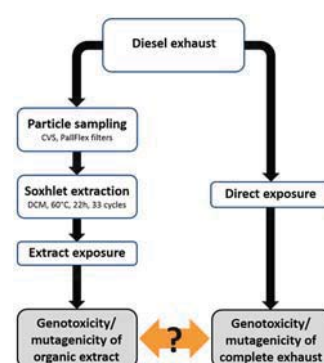 Diesel exhaust
Particle sampling
CVS, PallFlex filters
Soxhlet extraction
DCM, 60°C, 22h, 33 cycles
Direct exposure
Extract exposure
Genotoxicity/
mutagenicity of
organic extract
?
Genotoxicity/
mutagenicity of
complete exhaust